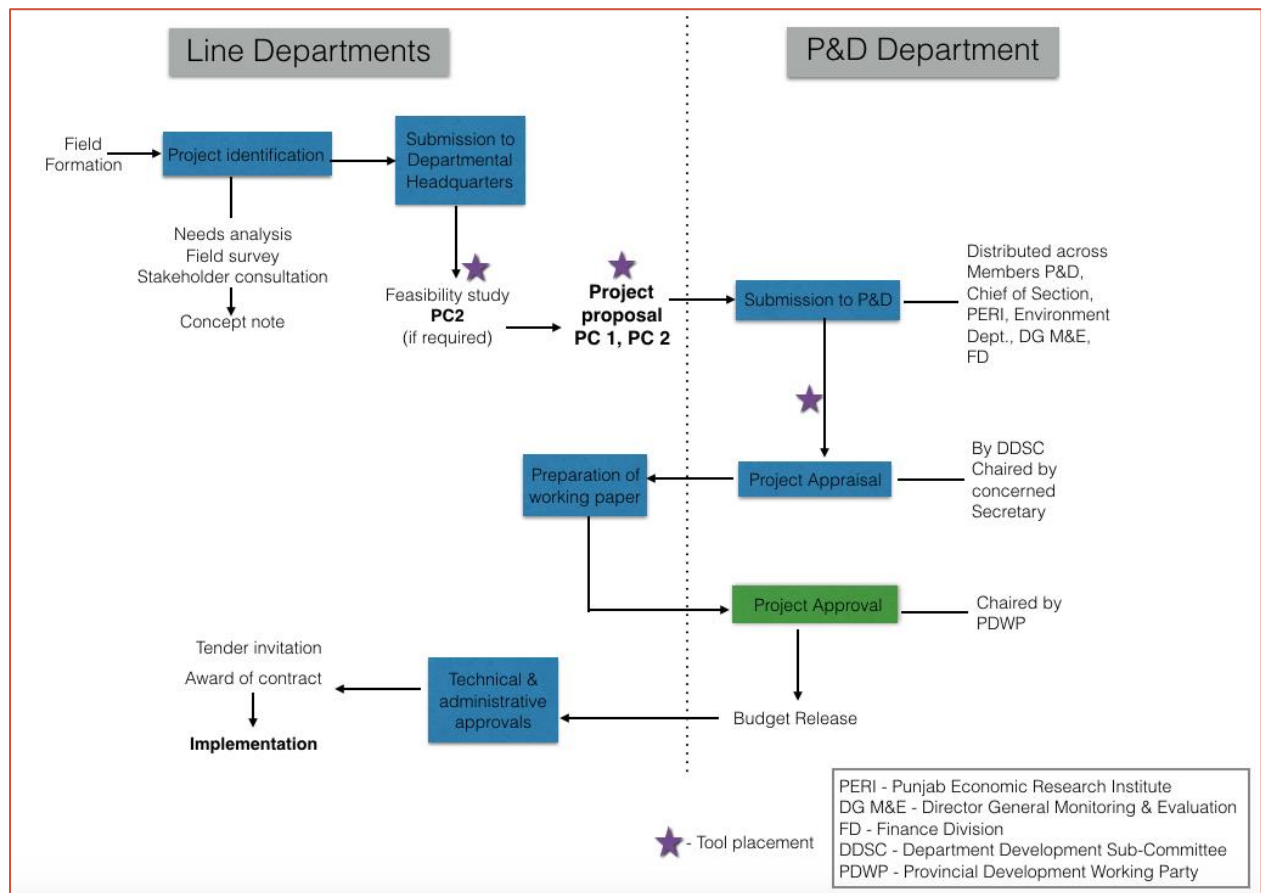 Line Departments
P&D Department
Field
Formation
Project identification
Submission to
Departmental
Headquarters
Needs analysis
Field survey
Stakeholder consultation
Concept note
Feasibility study
PC2
(if required)
Project
proposal
PC 1, PC 2
Submission to P&D
Distributed across
Members P&D,
Chief of Section,
PERI, Environment
Dept., DG M&E,
FD
Preparation of
working paper
Project Appraisal
By DDSC
Chaired by
concerned
Secretary
Project Approval
Chaired by
PDWP
Tender invitation
Award of contract
Implementation
Technical &
administrative
approvals
Budget Release
- Tool placement
PERI - Punjab Economic Research Institute
DG M&E - Director General Monitoring & Evaluation
FD - Finance Division
DDSC - Department Development Sub-Committee
PDWP - Provincial Development Working Party